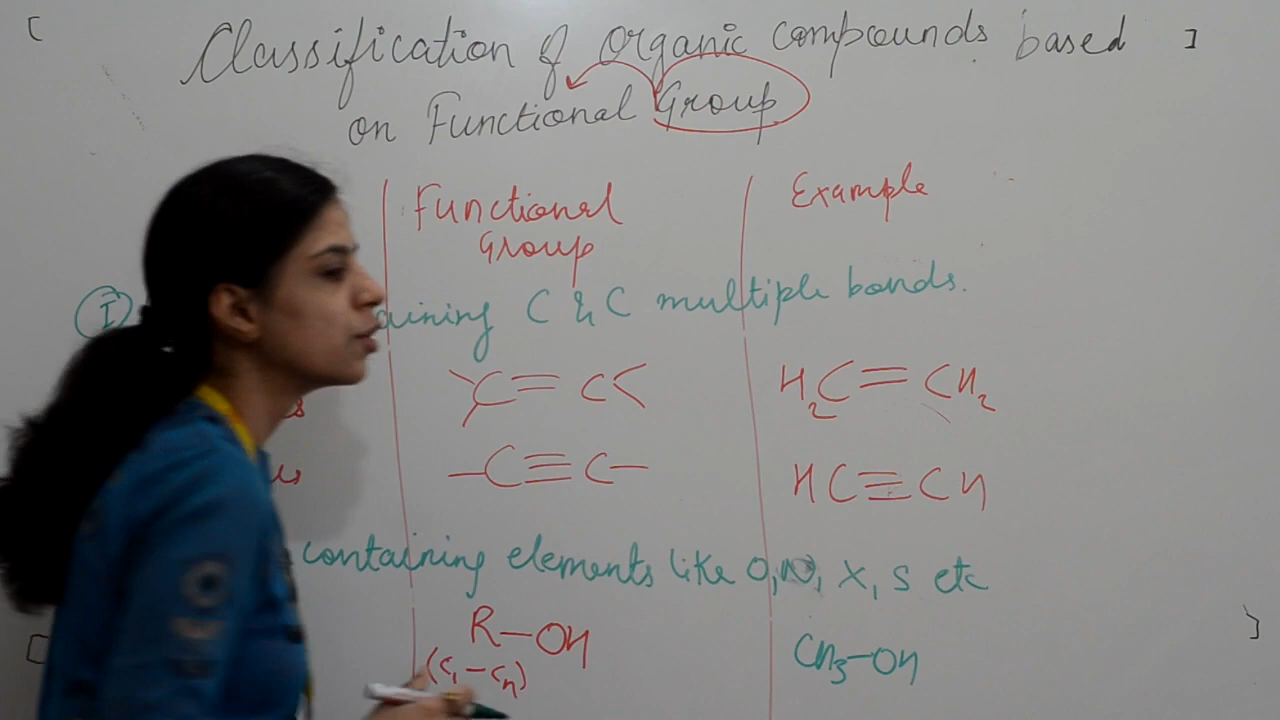 [ Classification of Organic compounds based ]
on Functional Group
Functional Group
Example
I
C & C multiple bonds.
C = C
H₂C = CH₂
— C ≡ C —
HC ≡ CH
containing elements like O, N, X, S etc
R — OH
(C₁ — Cₙ)
CH₃ — OH
[ ]